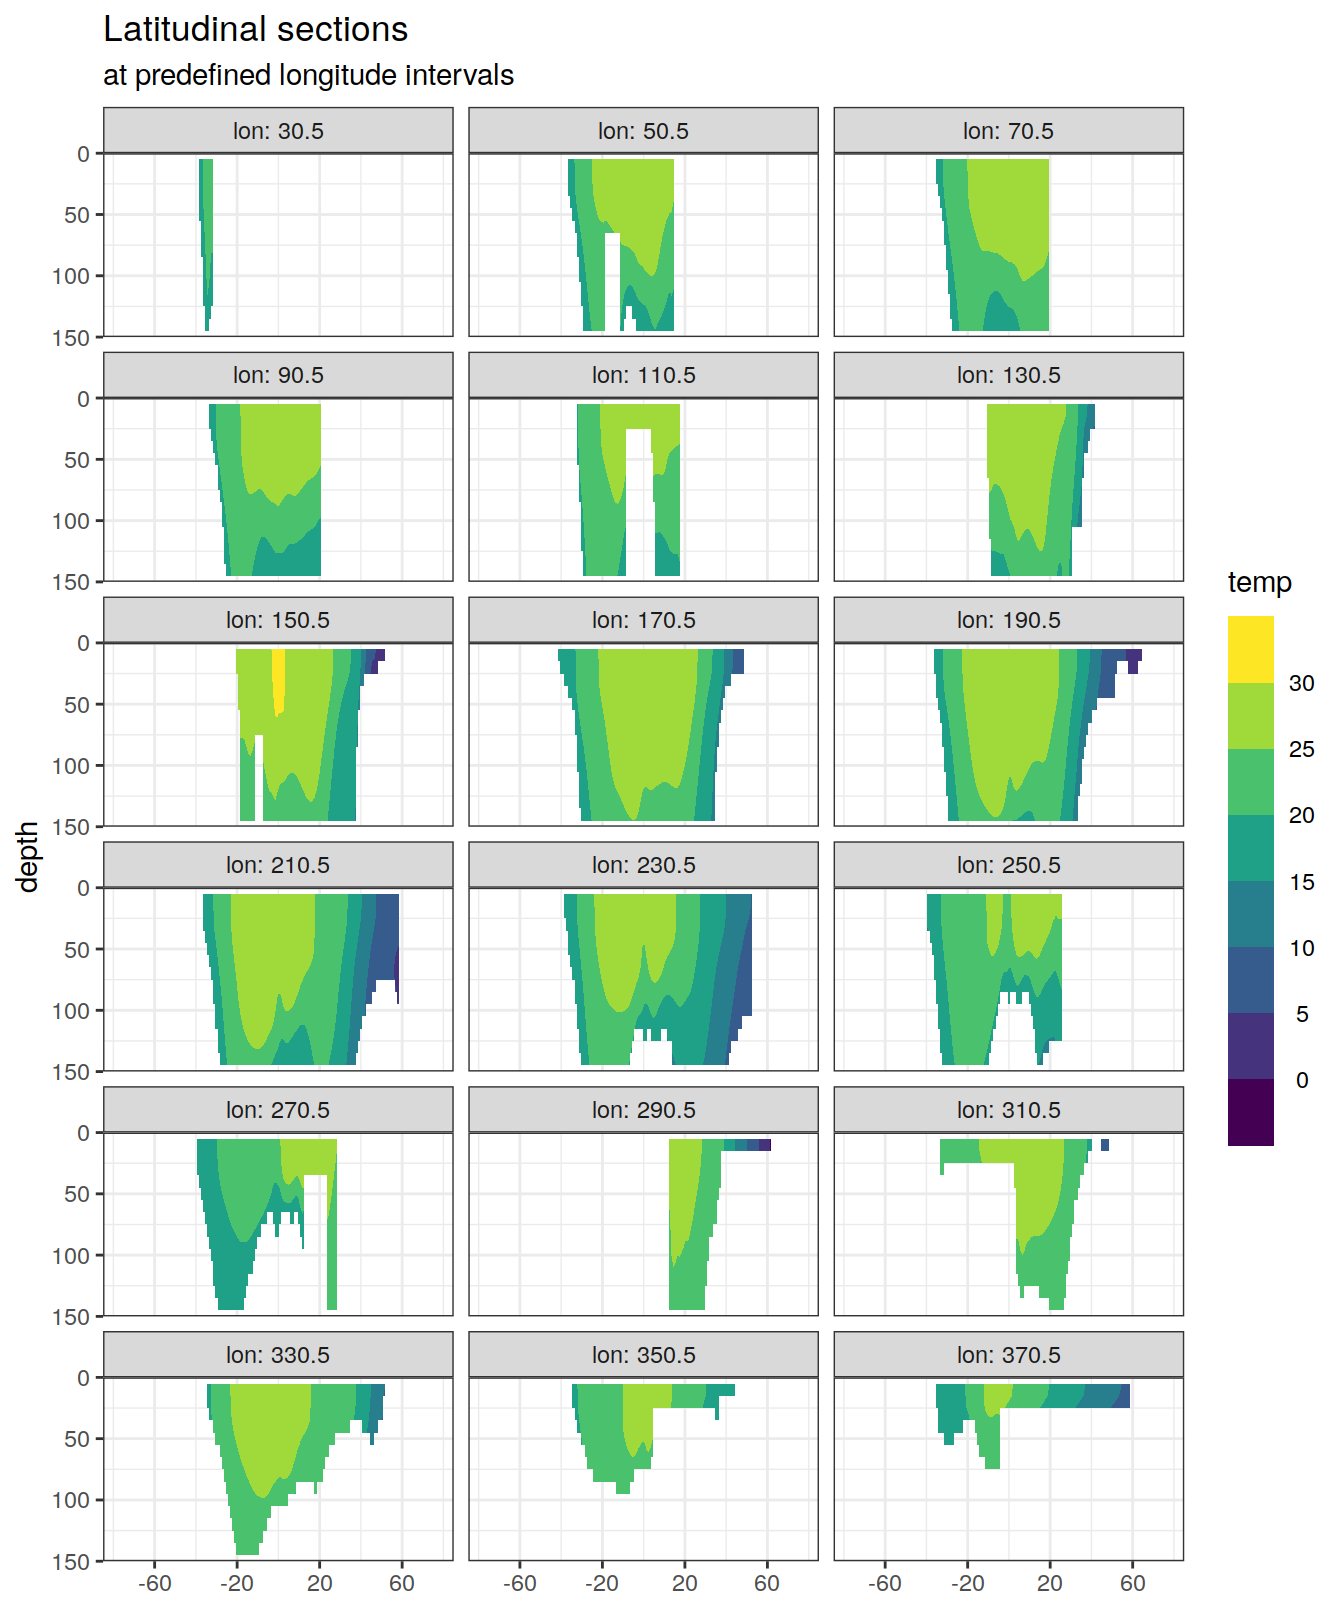 Latitudinal sections
at predefined longitude intervals
lon: 30.5 lon: 50.5 lon: 70.5
0
50
100
150
lon: 90.5 lon: 110.5 lon: 130.5
0
50
100
150
lon: 150.5 lon: 170.5 lon: 190.5
0
50
100
150
lon: 210.5 lon: 230.5 lon: 250.5
0
50
100
150
lon: 270.5 lon: 290.5 lon: 310.5
0
50
100
150
lon: 330.5 lon: 350.5 lon: 370.5
0
50
100
150
-60 -20 20 60 -60 -20 20 60 -60 -20 20 60
depth
temp
30
25
20
15
10
5
0